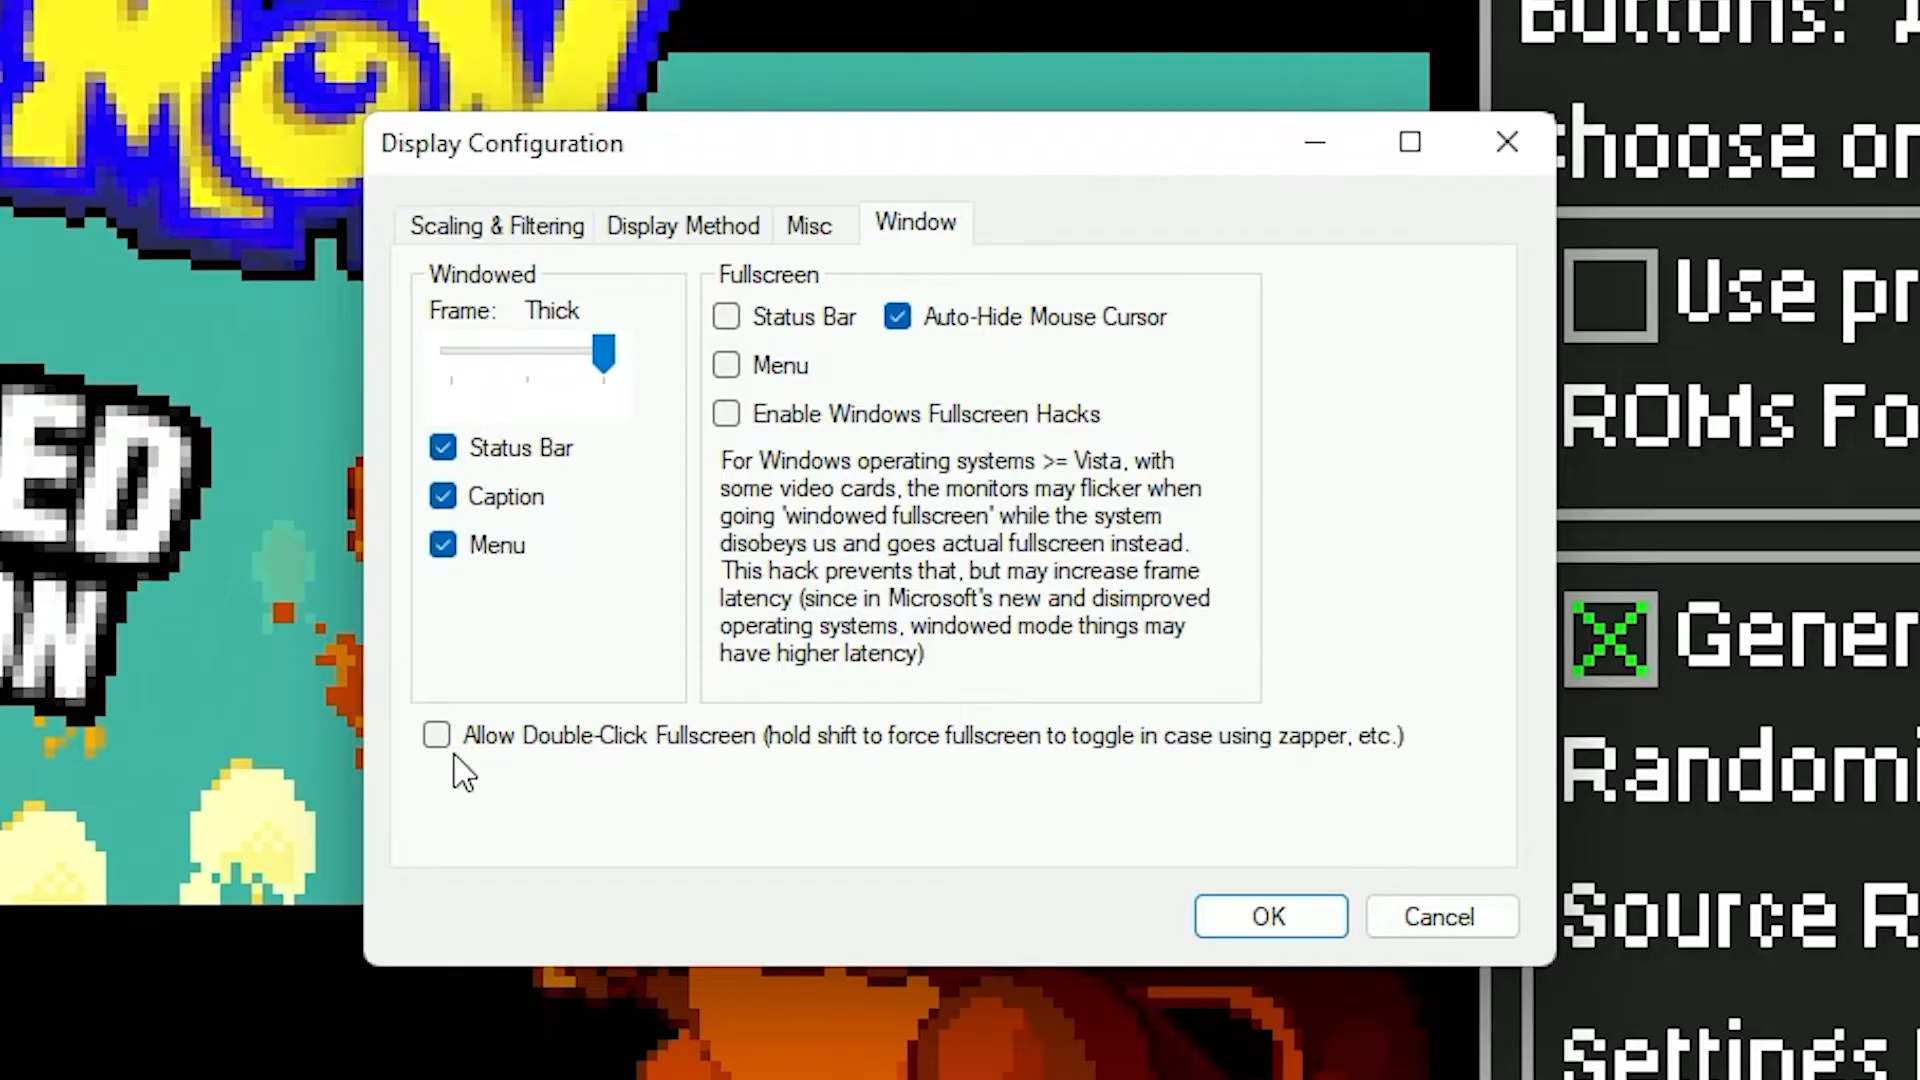 Buttons:
choose
Display Configuration
Scaling & Filtering
Display Method
Misc
Window
Windowed
Frame: Thick
Status Bar
Caption
Menu
Fullscreen
Status Bar
Auto-Hide Mouse Cursor
Menu
Enable Windows Fullscreen Hacks
For Windows operating systems >= Vista, with
some video cards, the monitors may flicker when
going 'windowed fullscreen' while the system
disobeys us and goes actual fullscreen instead.
This hack prevents that, but may increase frame
latency (since in Microsoft's new and disimproved
operating systems, windowed mode things may
have higher latency)
Allow Double-Click Fullscreen (hold shift to force fullscreen to toggle in case using zapper, etc.)
OK
Cancel
Use
ROMs
Source
Settings